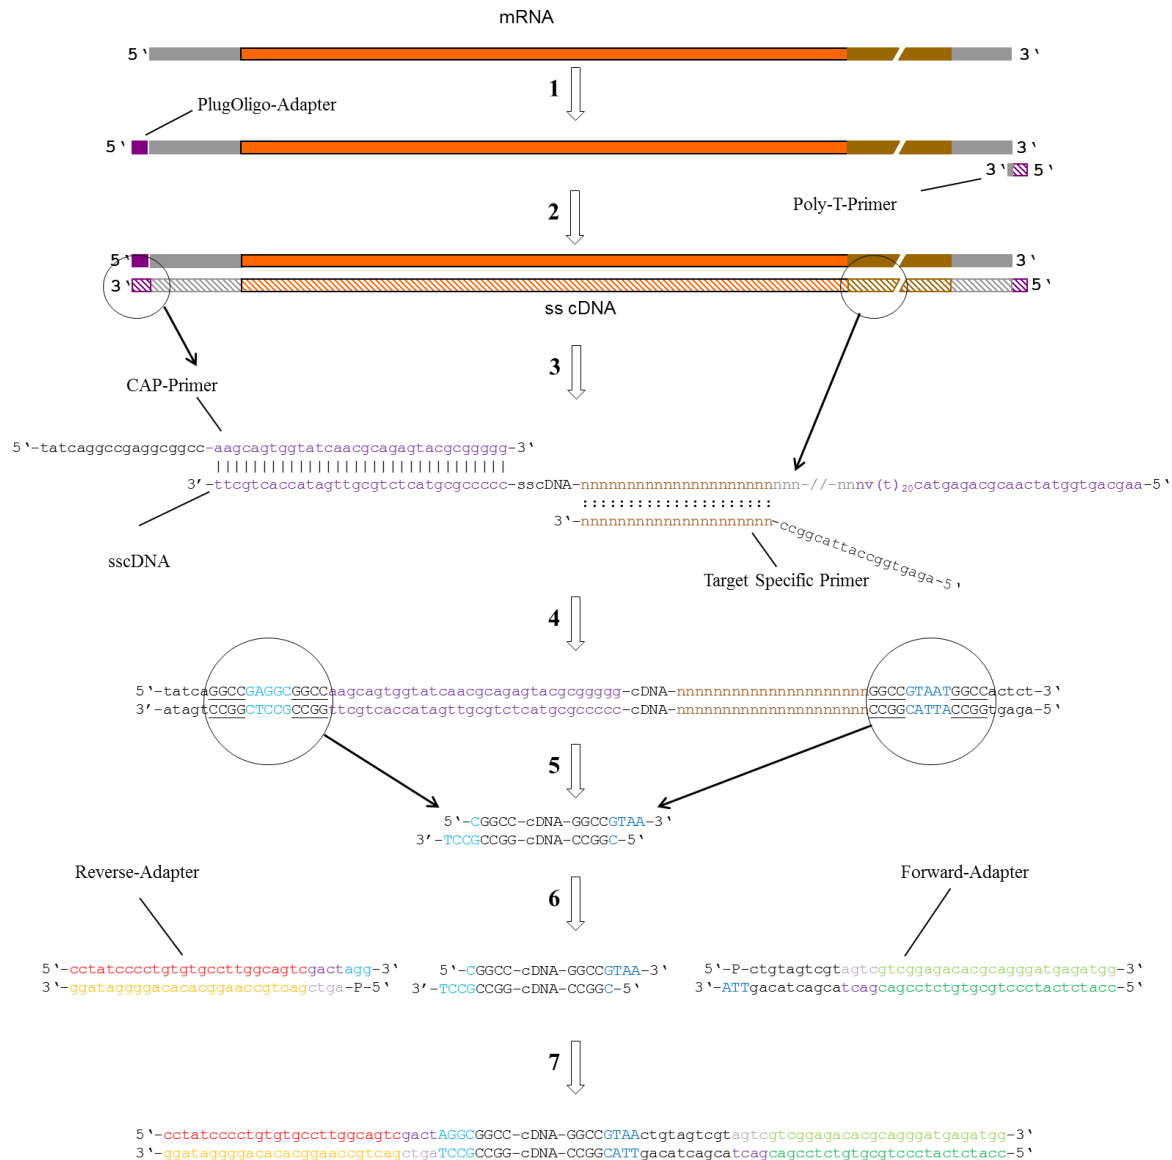 mRNA
5‘ 3‘
1
PlugOligo-Adapter
5‘ 3‘
3‘ 5‘
Poly-T-Primer
2
5‘ 3‘
3‘ 5‘
ss cDNA
3
CAP-Primer
5‘-tatcaggccgaggcggcc-aagcagtggtatcaacgcagagtacgcggggg-3‘
3’-ttcgtcaccatagttgcgtctcatgcgccccc-sscDNA-nnnnnnnnnnnnnnnnnnnnnnnn-//-nnnv(t)20catgagacgcaactatggtgacgaa-5‘
3‘-nnnnnnnnnnnnnnnnnnnnn-ccggcattaccggtgaga-5‘
sscDNA
Target Specific Primer
4
5‘-tatcaGGCCGAGGCGGCCaagcagtggtatcaacgcagagtacgcggggg-cDNA-nnnnnnnnnnnnnnnnnnnnnGGCCGTAATGGCCactct-3‘
3‘-atagtCCGGCTCCGCCGGttcgtcaccatagttgcgtctcatgcgccccc-cDNA-nnnnnnnnnnnnnnnnnnnnnCCGGCATTACCGGtgaga-5‘
5
5‘-CGGCC-cDNA-GGCCGTAA-3‘
3’-TCCGCCGG-cDNA-CCGGC-5‘
Reverse-Adapter
6
Forward-Adapter
5‘-cctatcccctgtgtgccttggcagtcgactagg-3‘ 5‘-CGGCC-cDNA-GGCCGTAA-3‘ 5‘-P-ctgtagtcgtagtcgtcggagacacgcagggatgagatgg-3‘
3‘-ggataggggacacacggaaccgtcagctga-P-5‘ 3‘-TCCGCCGG-cDNA-CCGGC-5‘ 3‘-ATTgacatcagcatcagcagcctctgtgcgtccctactctacc-5‘
7
5‘-cctatcccctgtgtgccttggcagtcgactAGGCGGCC-cDNA-GGCCGTAActgtagtcgtagtcgtcggagacacgcagggatgagatgg-3‘
3‘-ggataggggacacacggaaccgtcagctgaTCCGCCGG-cDNA-CCGGCATTgacatcagcatcagcagcctctgtgcgtccctactctacc-5‘